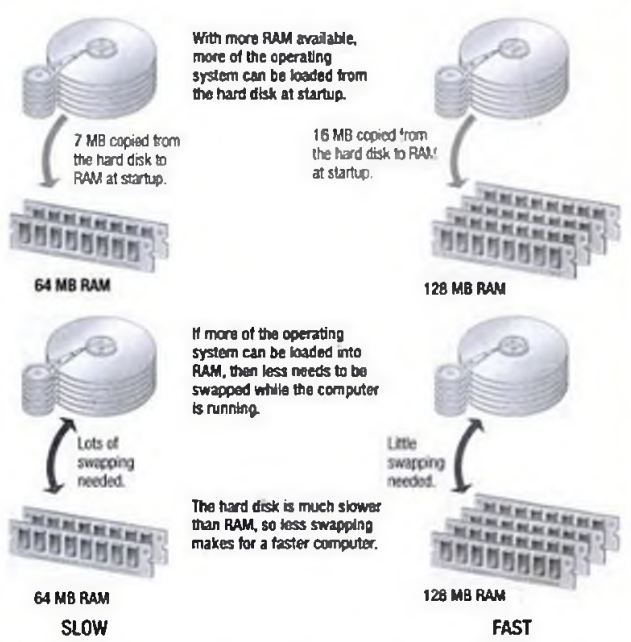 With more RAM available,
more of the operating
system can be loaded from
the hard disk at startup.
7 MB copied from
the hard disk to
RAM at startup.
16 MB copied from
the hard disk to RAM
at startup.
64 MB RAM
128 MB RAM
If more of the operating
system can be loaded into
RAM, then less needs to be
swapped while the computer
is running.
Lots of
swapping
needed.
Little
swapping
needed.
The hard disk is much slower
than RAM, so less swapping
makes for a faster computer.
64 MB RAM
128 MB RAM
SLOW
FAST